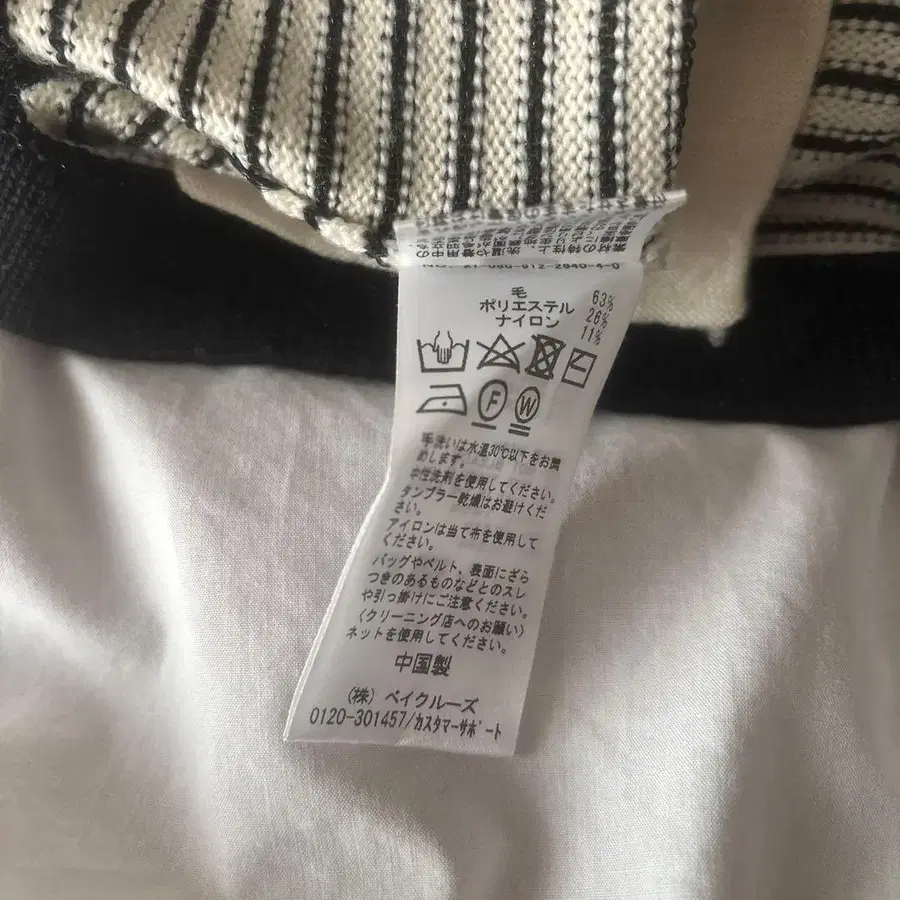 NO. 21-080-912-2840-4-0
毛 63%
ポリエステル 26%
ナイロン 11%
F W
手洗いは水温30℃以下をお薦
めします。
中性洗剤を使用してください。
タンブラー乾燥はお避けくだ
さい。
アイロンは当て布を使用して
ください。
バッグやベルト、表面にざら
つきのあるものなどとのスレ
や引っ掛けにご注意ください。
〈クリーニング店へのお願い〉
ネットを使用してください。
中国製
(株) ベイクルーズ
0120-301457/カスタマーサポート